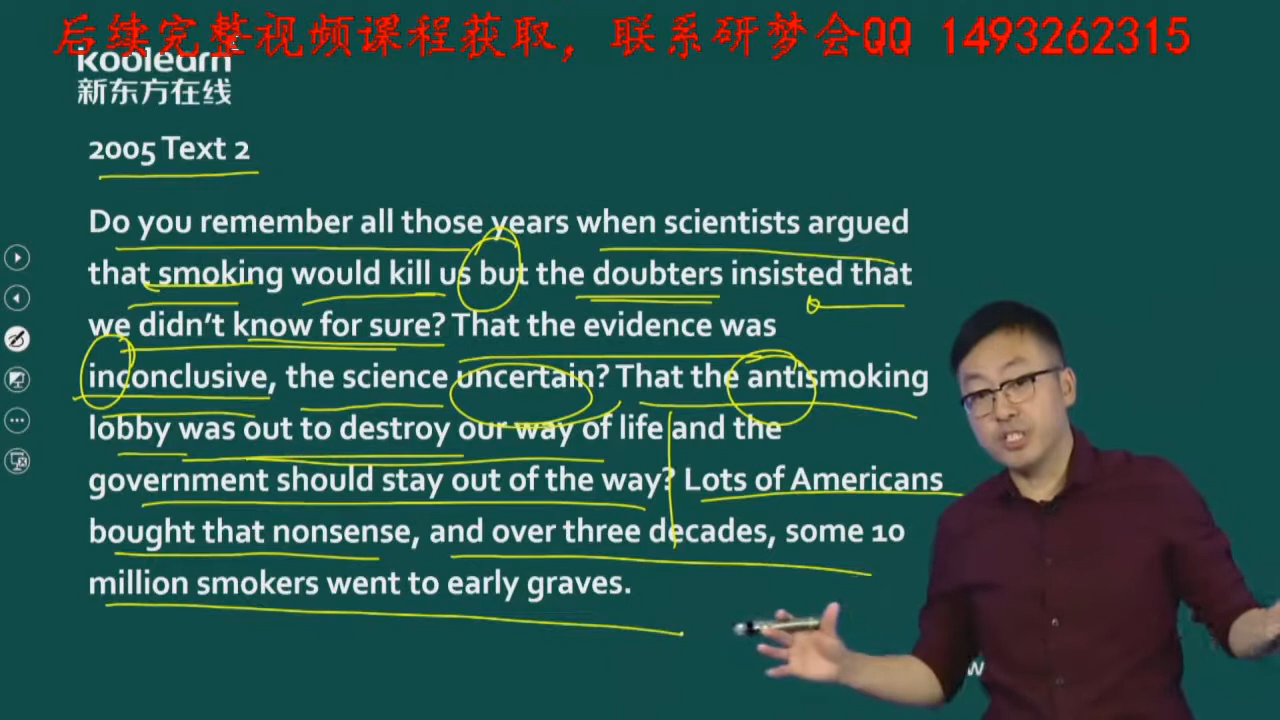 后续完整视频课程获取，联系研梦会QQ 1493262315
koolearn
新东方在线
2005 Text 2
Do you remember all those years when scientists argued
that smoking would kill us but the doubters insisted that
we didn't know for sure? That the evidence was
inconclusive, the science uncertain? That the antismoking
lobby was out to destroy our way of life and the
government should stay out of the way? Lots of Americans
bought that nonsense, and over three decades, some 10
million smokers went to early graves.